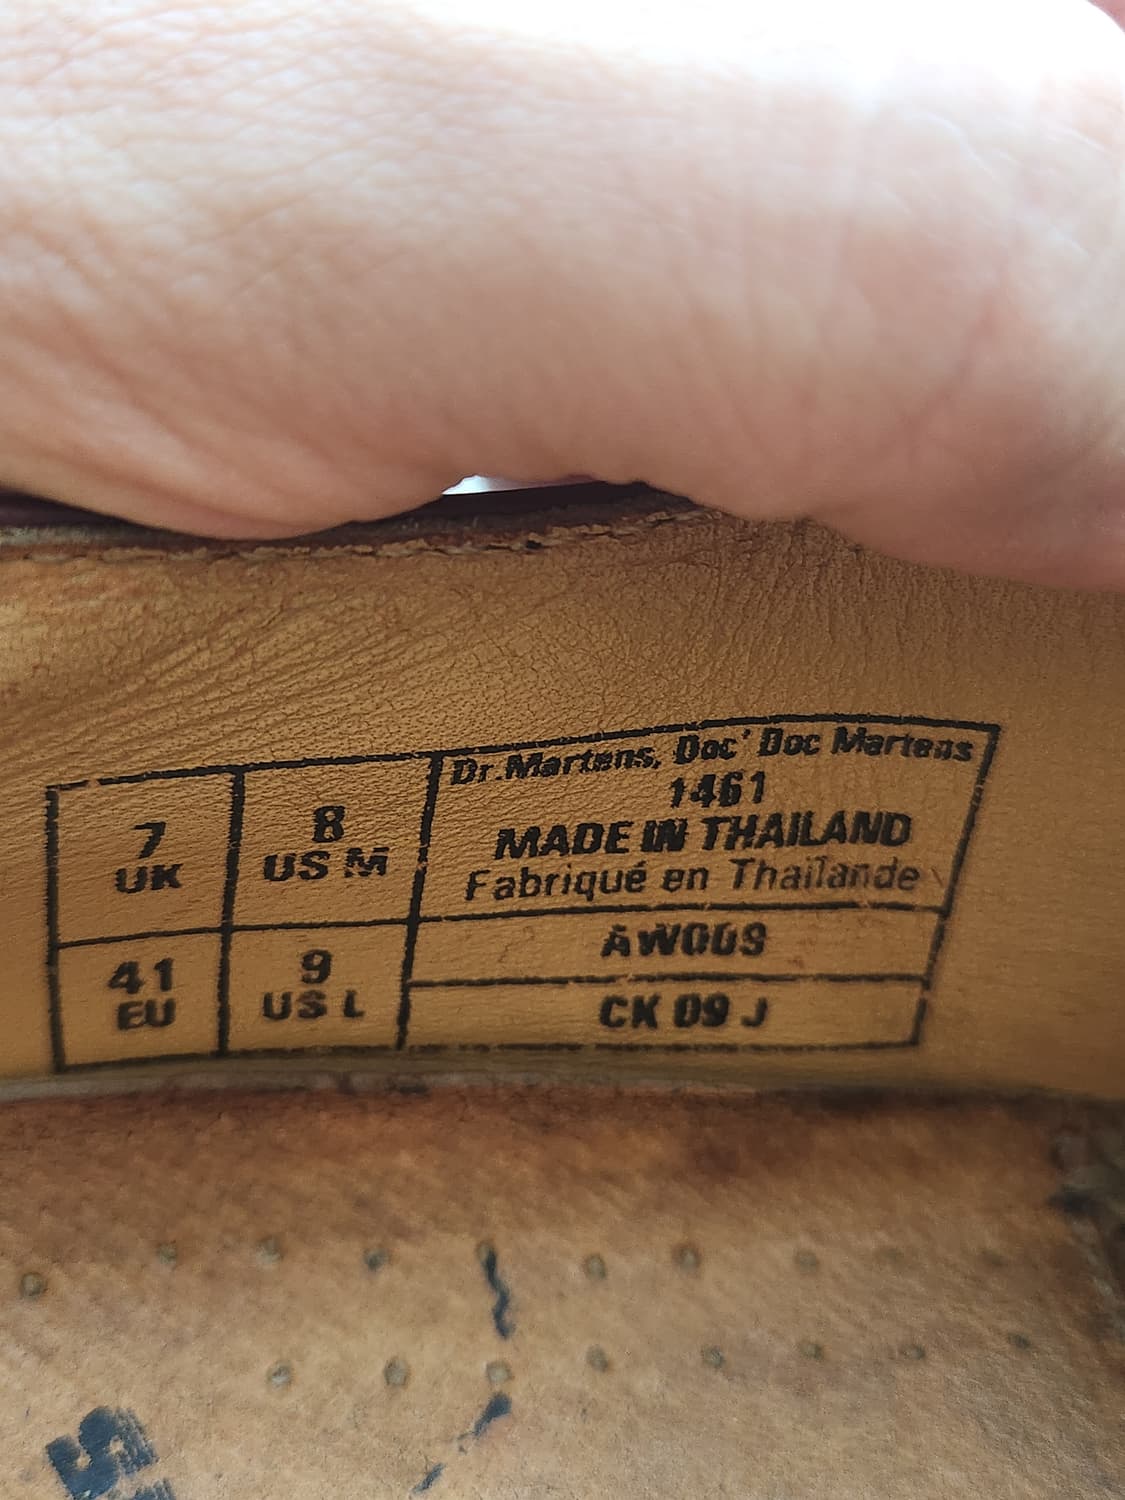 7
UK
8
US M
41
EU
9
US L
Dr.Martens, Doc' Doc Martens
1461
MADE IN THAILAND
Fabriqué en Thaïlande
AW009
CK 09 J